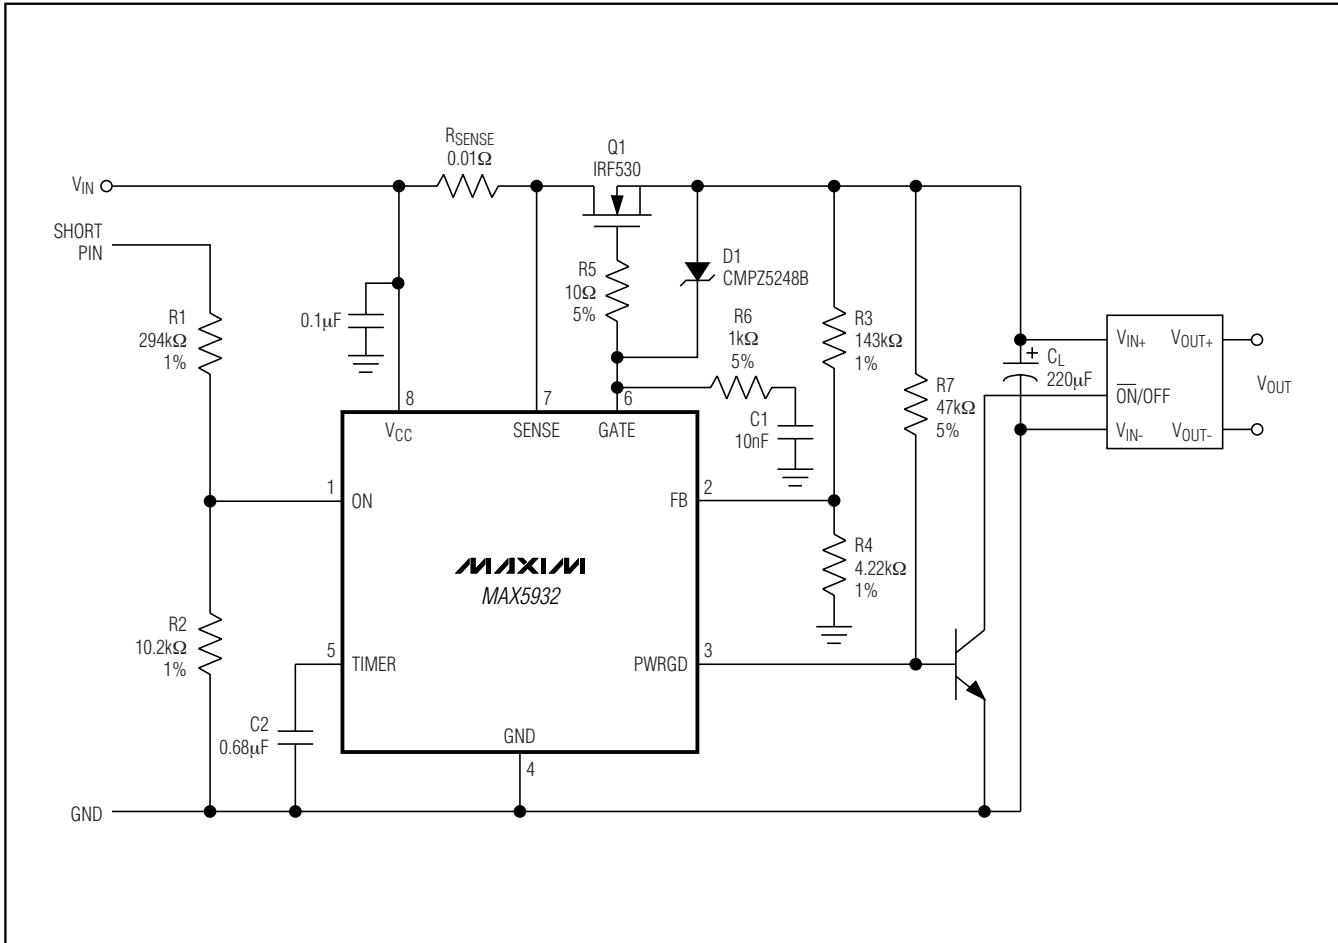 RSENSE
0.01Ω
Q1
IRF530
VIN
SHORT
PIN
R1
294kΩ
1%
0.1μF
R5
10Ω
5%
D1
CMPZ5248B
R6
1kΩ
5%
C1
10nF
R3
143kΩ
1%
R7
47kΩ
5%
+
CL
220μF
VIN+
VOUT+
ON/OFF
VIN-
VOUT-
VOUT
8
7
6
VCC
SENSE
GATE
1
ON
FB
2
MAXIM
MAX5932
R4
4.22kΩ
1%
R2
10.2kΩ
1%
5
TIMER
PWRGD
3
C2
0.68μF
GND
4
GND